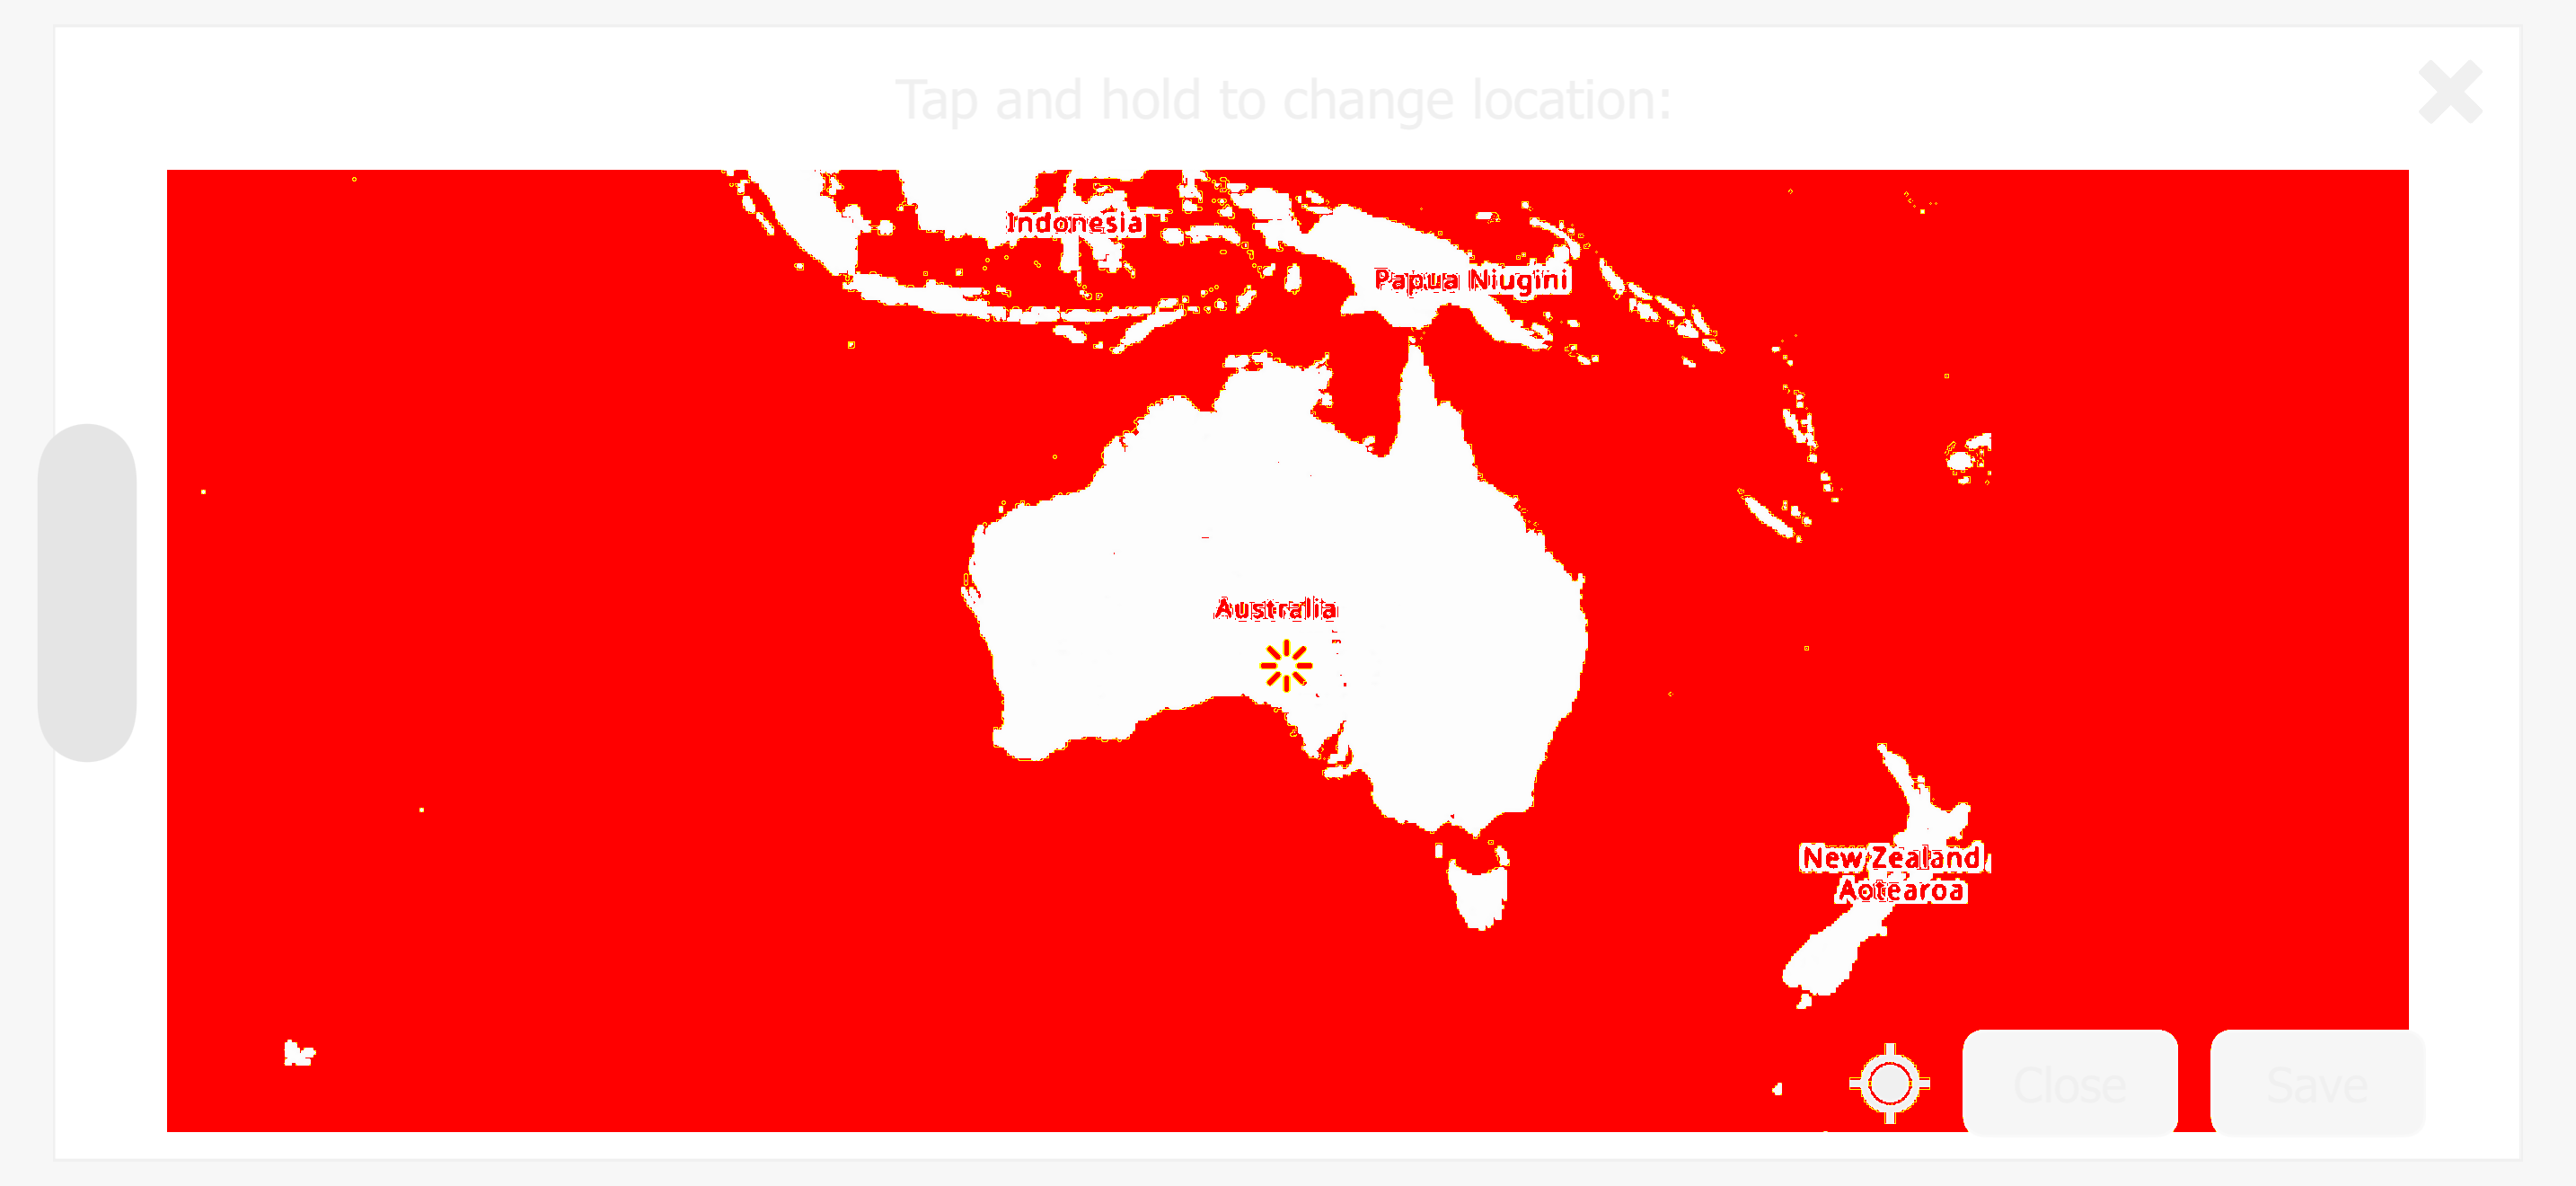 Tap and hold to change location:
Indonesia
Papua Niugini
Australia
New Zealand/
Aotearoa
Close
Save